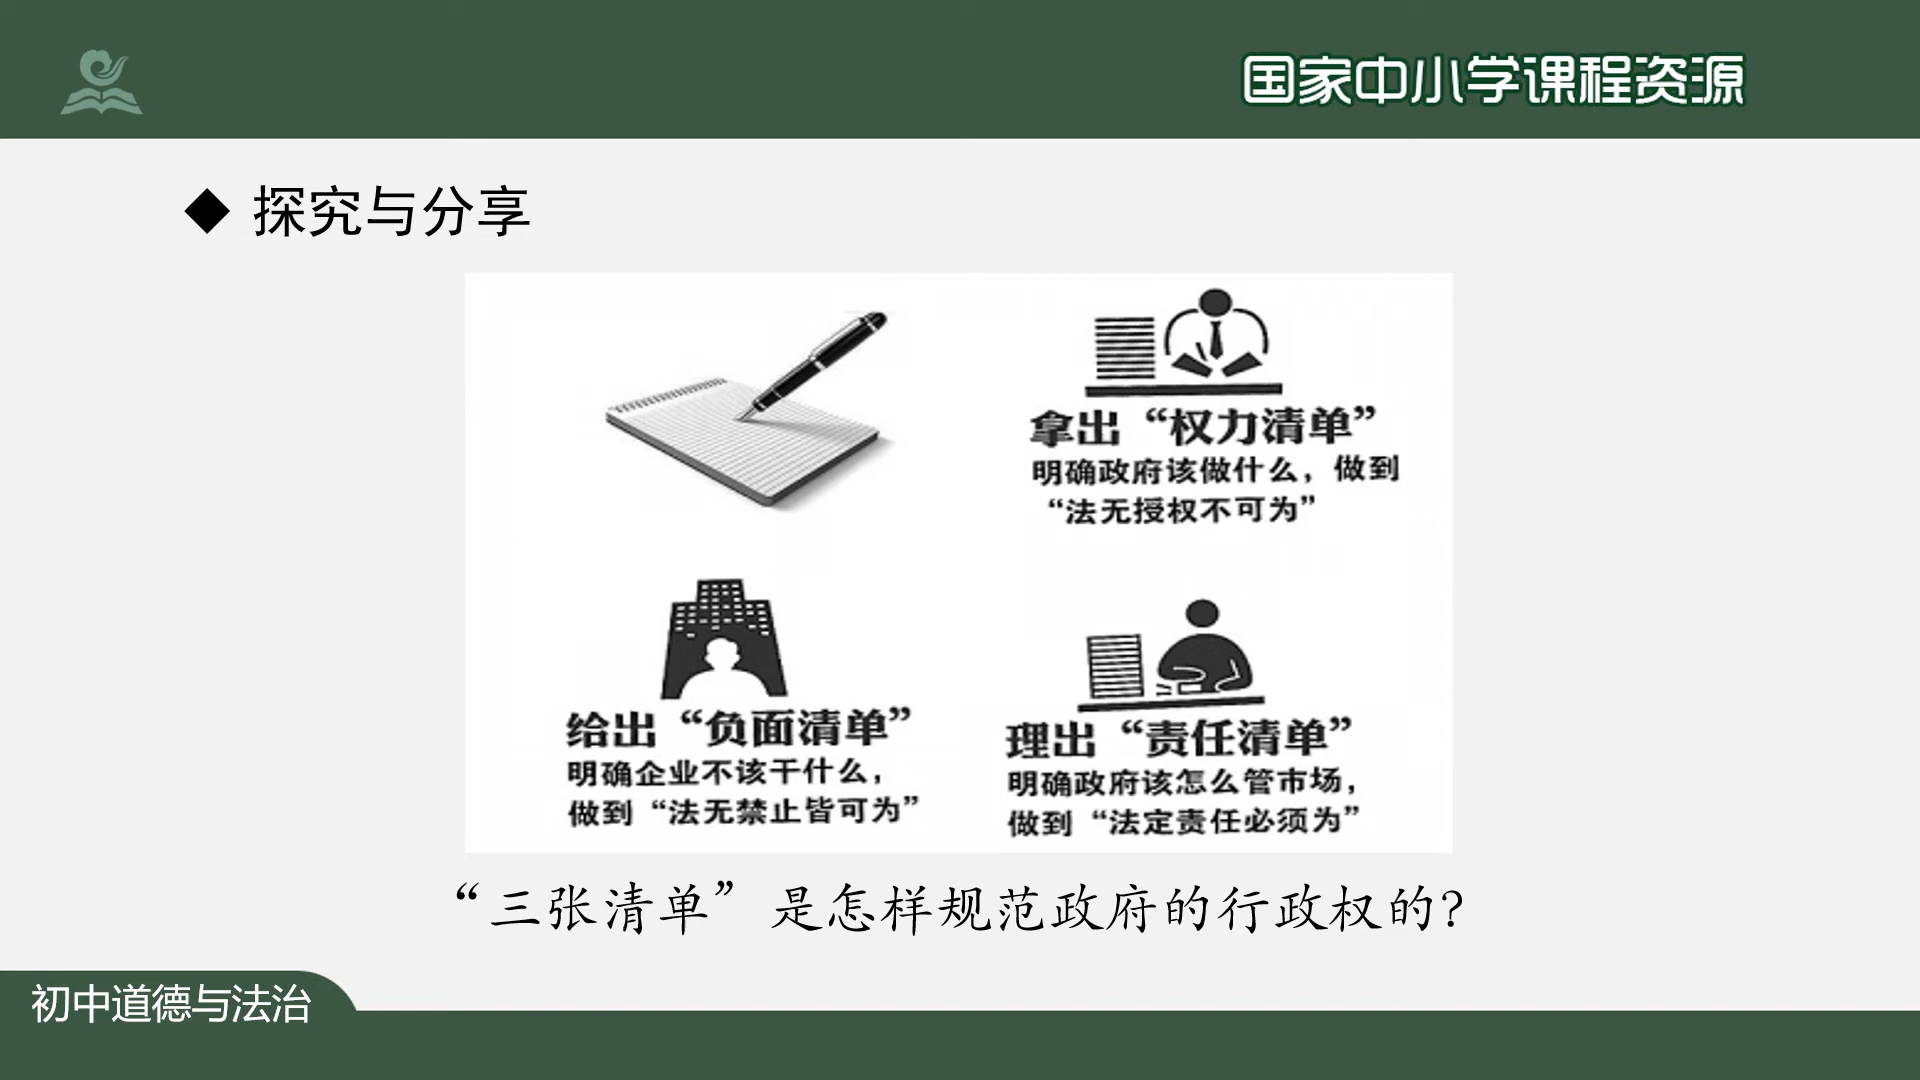 国家中小学课程资源
◆ 探究与分享
拿出“权力清单”
明确政府该做什么，做到
“法无授权不可为”
给出“负面清单”
明确企业不该干什么，
做到“法无禁止皆可为”
理出“责任清单”
明确政府该怎么管市场，
做到“法定责任必须为”
“三张清单”是怎样规范政府的行政权的?
初中道德与法治